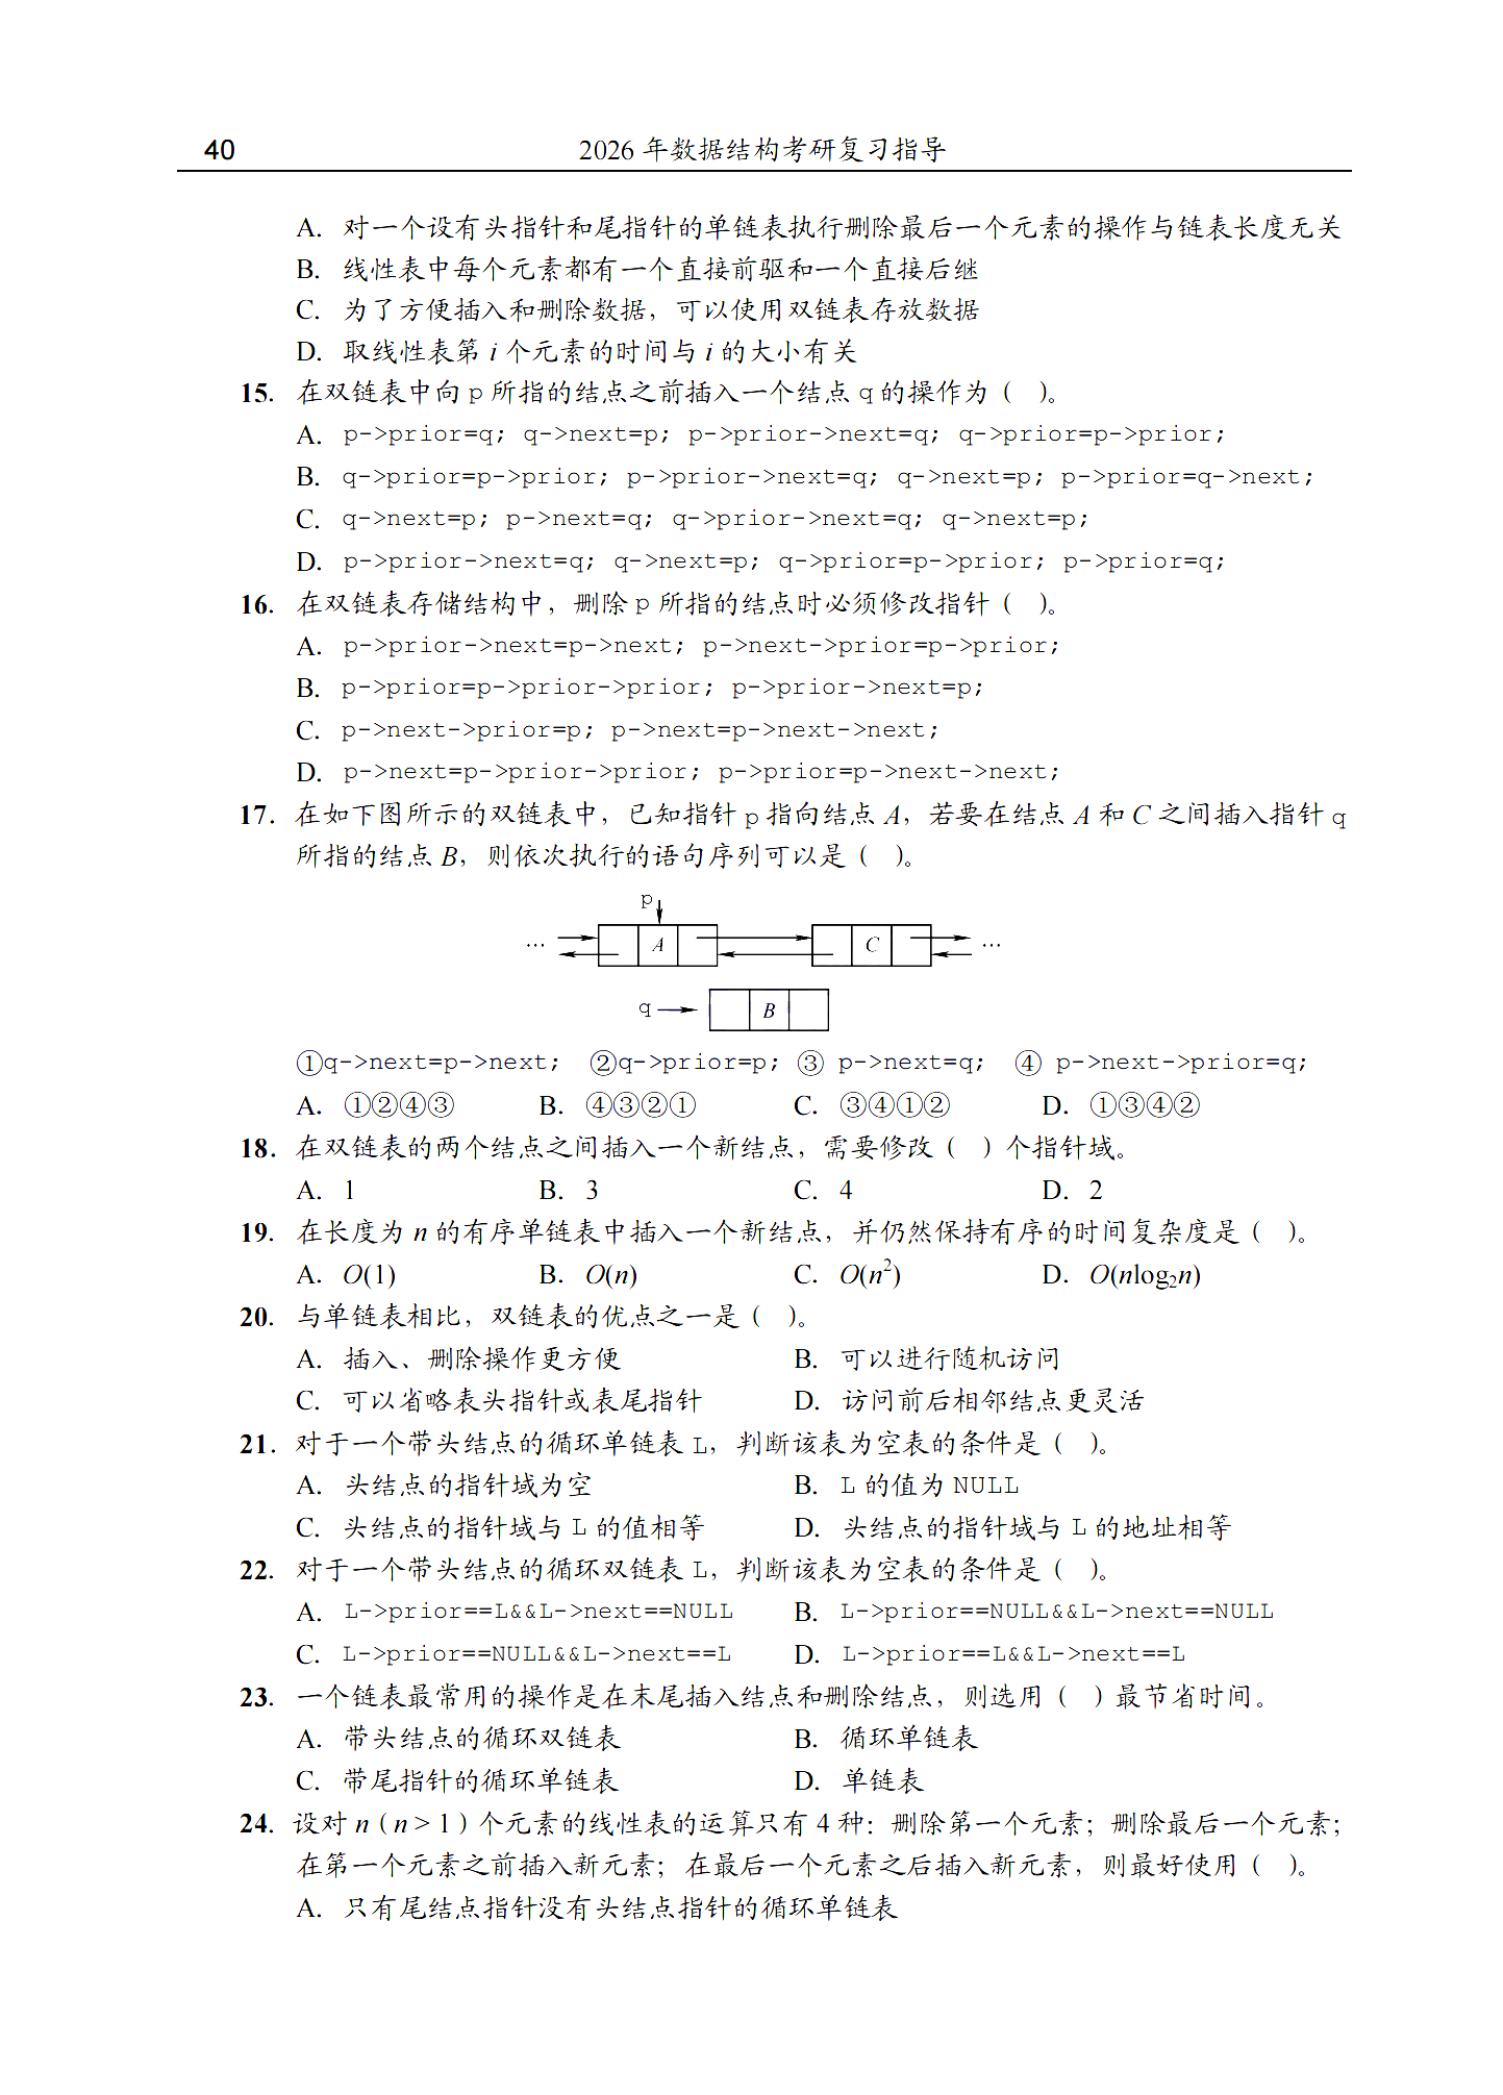 40
2026 年数据结构考研复习指导
A. 对一个设有头指针和尾指针的单链表执行删除最后一个元素的操作与链表长度无关
B. 线性表中每个元素都有一个直接前驱和一个直接后继
C. 为了方便插入和删除数据，可以使用双链表存放数据
D. 取线性表第 i 个元素的时间与 i 的大小有关
15. 在双链表中向 p 所指的结点之前插入一个结点 q 的操作为（ ）。
A. p->prior=q; q->next=p; p->prior->next=q; q->prior=p->prior;
B. q->prior=p->prior; p->prior->next=q; q->next=p; p->prior=q->next;
C. q->next=p; p->next=q; q->prior->next=q; q->next=p;
D. p->prior->next=q; q->next=p; q->prior=p->prior; p->prior=q;
16. 在双链表存储结构中，删除 p 所指的结点时必须修改指针（ ）。
A. p->prior->next=p->next; p->next->prior=p->prior;
B. p->prior=p->prior->prior; p->prior->next=p;
C. p->next->prior=p; p->next=p->next->next;
D. p->next=p->prior->prior; p->prior=p->next->next;
17. 在如下图所示的双链表中，已知指针 p 指向结点 A，若要在结点 A 和 C 之间插入指针 q
所指的结点 B，则依次执行的语句序列可以是（ ）。
p
… A C …
q B
①q->next=p->next; ②q->prior=p; ③ p->next=q; ④ p->next->prior=q;
A. ①②④③ B. ④③②① C. ③④①② D. ①③④②
18. 在双链表的两个结点之间插入一个新结点，需要修改（ ）个指针域。
A. 1 B. 3 C. 4 D. 2
19. 在长度为 n 的有序单链表中插入一个新结点，并仍然保持有序的时间复杂度是（ ）。
A. O(1) B. O(n) C. O(n²) D. O(nlog₂n)
20. 与单链表相比，双链表的优点之一是（ ）。
A. 插入、删除操作更方便 B. 可以进行随机访问
C. 可以省略表头指针或表尾指针 D. 访问前后相邻结点更灵活
21. 对于一个带头结点的循环单链表 L，判断该表为空表的条件是（ ）。
A. 头结点的指针域为空 B. L 的值为 NULL
C. 头结点的指针域与 L 的值相等 D. 头结点的指针域与 L 的地址相等
22. 对于一个带头结点的循环双链表 L，判断该表为空表的条件是（ ）。
A. L->prior==L&&L->next==NULL B. L->prior==NULL&&L->next==NULL
C. L->prior==NULL&&L->next==L D. L->prior==L&&L->next==L
23. 一个链表最常用的操作是在末尾插入结点和删除结点，则选用（ ）最节省时间。
A. 带头结点的循环双链表 B. 循环单链表
C. 带尾指针的循环单链表 D. 单链表
24. 设对 n（n > 1）个元素的线性表的运算只有 4 种：删除第一个元素；删除最后一个元素；
在第一个元素之前插入新元素；在最后一个元素之后插入新元素，则最好使用（ ）。
A. 只有尾结点指针没有头结点指针的循环单链表